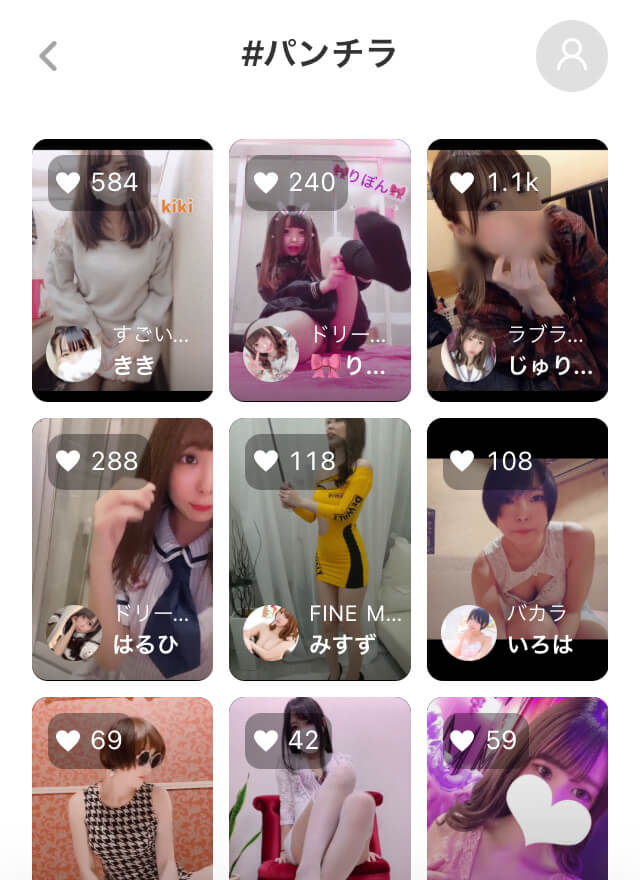 #パンチラ
584
kiki
すごい...
きき
240
りぼん
ドリー...
🎀り...
1.1k
ラブラ...
じゅり...
288
ドリー...
はるひ
118
DeWALT
FINE M...
みすず
108
バカラ
いろは
69
42
59